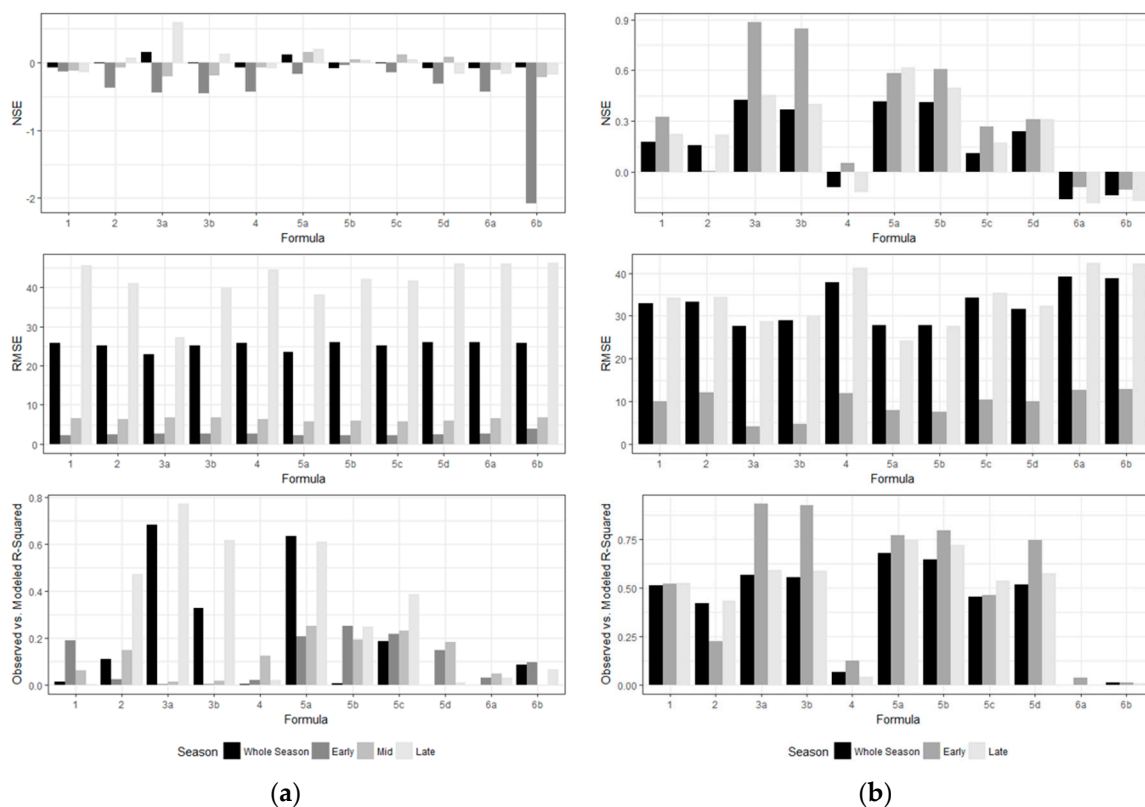 NSE
0
-1
-2
1 2 3a 3b 4 5a 5b 5c 5d 6a 6b
Formula
RMSE
40
30
20
10
0
1 2 3a 3b 4 5a 5b 5c 5d 6a 6b
Formula
Observed vs. Modeled R-Squared
0.8
0.6
0.4
0.2
0.0
1 2 3a 3b 4 5a 5b 5c 5d 6a 6b
Formula
Season Whole Season Early Mid Late
(a)
NSE
0.9
0.6
0.3
0.0
1 2 3a 3b 4 5a 5b 5c 5d 6a 6b
Formula
RMSE
40
30
20
10
0
1 2 3a 3b 4 5a 5b 5c 5d 6a 6b
Formula
Observed vs. Modeled R-Squared
0.75
0.50
0.25
0.00
1 2 3a 3b 4 5a 5b 5c 5d 6a 6b
Formula
Season Whole Season Early Late
(b)